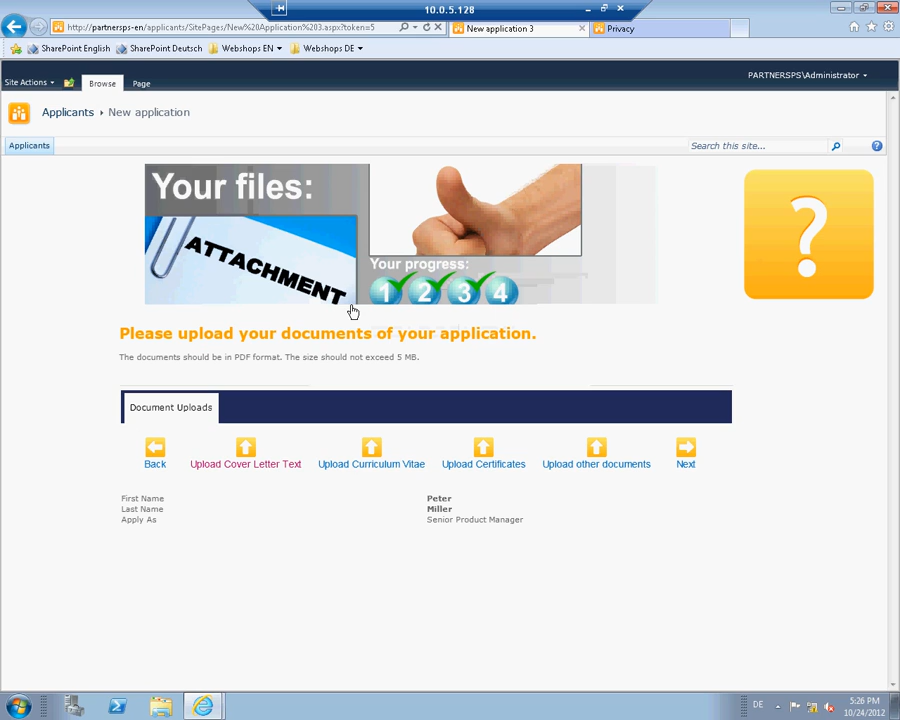 10.0.5.128
http://partnersps-en/applicants/SitePages/New%20Application%203.aspx?token=5
New application 3
Privacy
SharePoint English
SharePoint Deutsch
Webshops EN
Webshops DE
Site Actions
Browse
Page
PARTNERSPS\Administrator
Applicants
New application
Applicants
Search this site...
?
Your files:
ATTACHMENT
Your progress:
1 2 3 4
?
Please upload your documents of your application.
The documents should be in PDF format. The size should not exceed 5 MB.
Document Uploads
Back
Upload Cover Letter Text
Upload Curriculum Vitae
Upload Certificates
Upload other documents
Next
First Name Peter
Last Name Miller
Apply As Senior Product Manager
DE
5:26 PM
10/24/2012